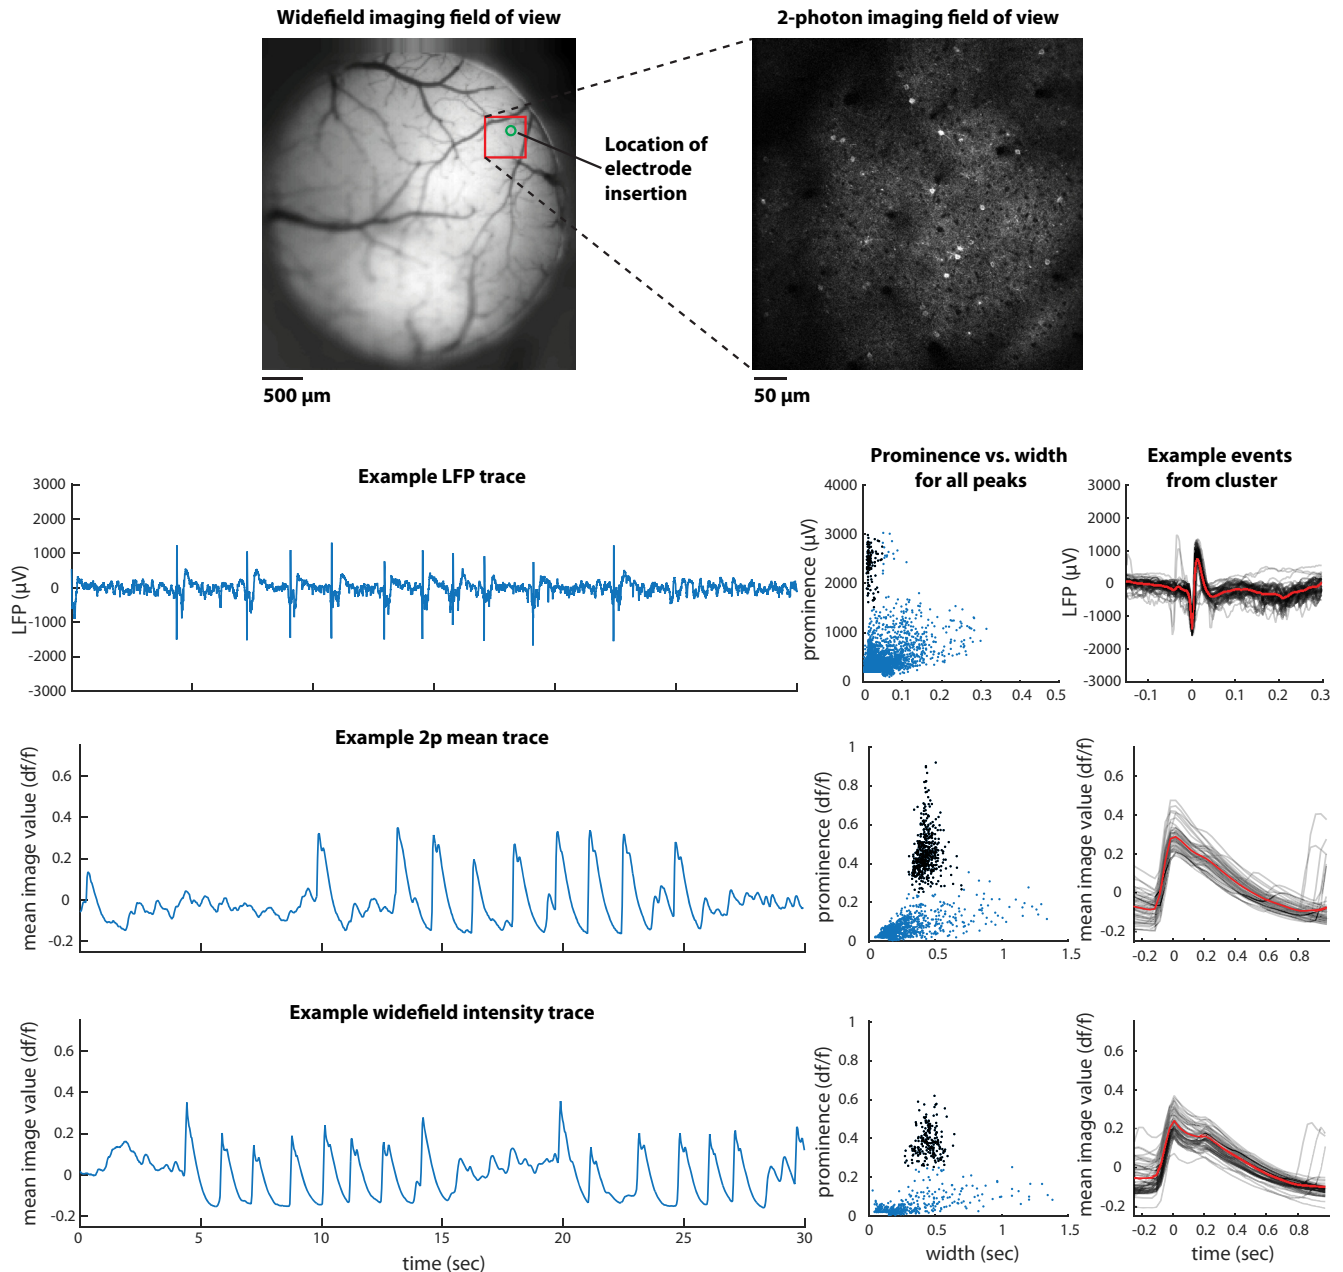 Widefield imaging field of view
2-photon imaging field of view
Location of
electrode
insertion
500 µm
50 µm
Example LFP trace
LFP (µV)
3000
2000
1000
0
-1000
-2000
-3000
Prominence vs. width
for all peaks
prominence (µV)
4000
3000
2000
1000
0
0 0.1 0.2 0.3 0.4 0.5
Example events
from cluster
LFP (µV)
3000
2000
1000
0
-1000
-2000
-3000
-0.1 0 0.1 0.2 0.3
Example 2p mean trace
mean image value (df/f)
0.6
0.4
0.2
0
-0.2
0 5 10 15 20 25 30
prominence (df/f)
1
0.8
0.6
0.4
0.2
0
0 0.5 1 1.5
mean image value (df/f)
0.6
0.4
0.2
0
-0.2
-0.2 0 0.2 0.4 0.6 0.8
Example widefield intensity trace
mean image value (df/f)
0.6
0.4
0.2
0
-0.2
0 5 10 15 20 25 30
time (sec)
prominence (df/f)
1
0.8
0.6
0.4
0.2
0
0 0.5 1 1.5
width (sec)
mean image value (df/f)
0.6
0.4
0.2
0
-0.2
-0.2 0 0.2 0.4 0.6 0.8
time (sec)